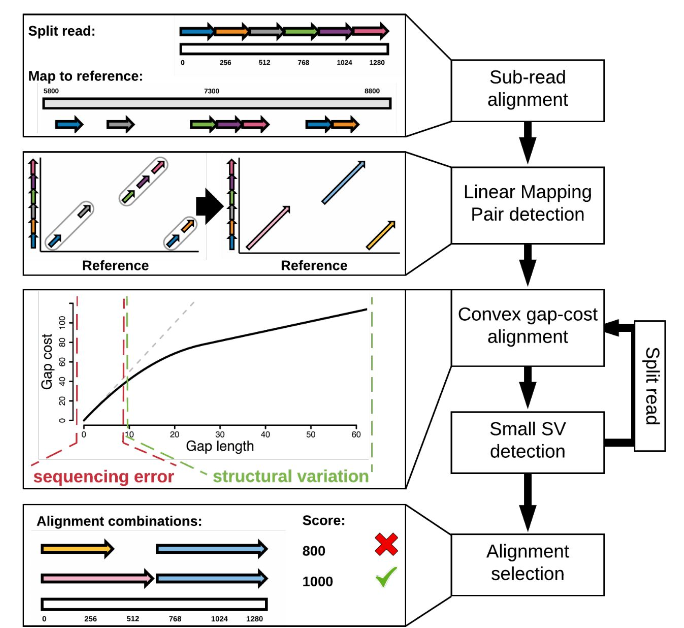 Split read:
0 256 512 768 1024 1280
Map to reference:
5800 7300 8800
Sub-read
alignment
Reference
Reference
Linear Mapping
Pair detection
Gap cost
0 20 40 60 80 100
0 10 20 30 40 50 60
Gap length
sequencing error
structural variation
Convex gap-cost
alignment
Split read
Small SV
detection
Alignment combinations:
Score:
800
1000
0 256 512 768 1024 1280
Alignment
selection